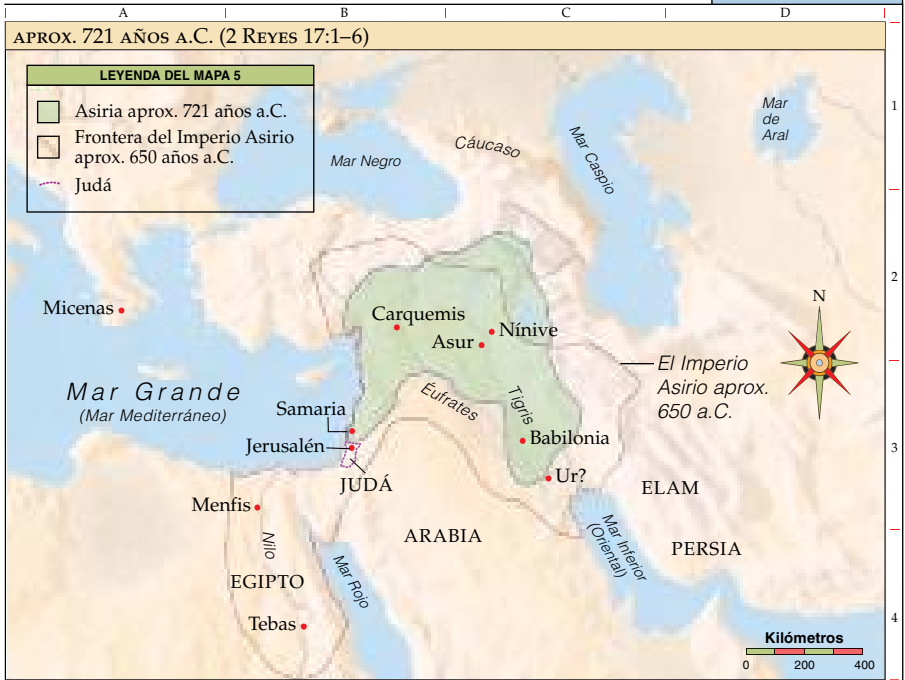 A B C D
APROX. 721 AÑOS A.C. (2 REYES 17:1–6)
LEYENDA DEL MAPA 5
Asiria aprox. 721 años a.C.
Frontera del Imperio Asirio
aprox. 650 años a.C.
Judá
1
2
3
4
Mar Negro
Cáucaso
Mar Caspio
Mar
de
Aral
Micenas
Carquemis
Nínive
Asur
N
Mar Grande
(Mar Mediterráneo)
Éufrates
Tigris
El Imperio
Asirio aprox.
650 a.C.
Samaria
Jerusalén
JUDÁ
Babilonia
Ur?
ELAM
Menfis
Nilo
ARABIA
Mar Inferior
(Oriental)
PERSIA
EGIPTO
Mar Rojo
Tebas
Kilómetros
0 200 400